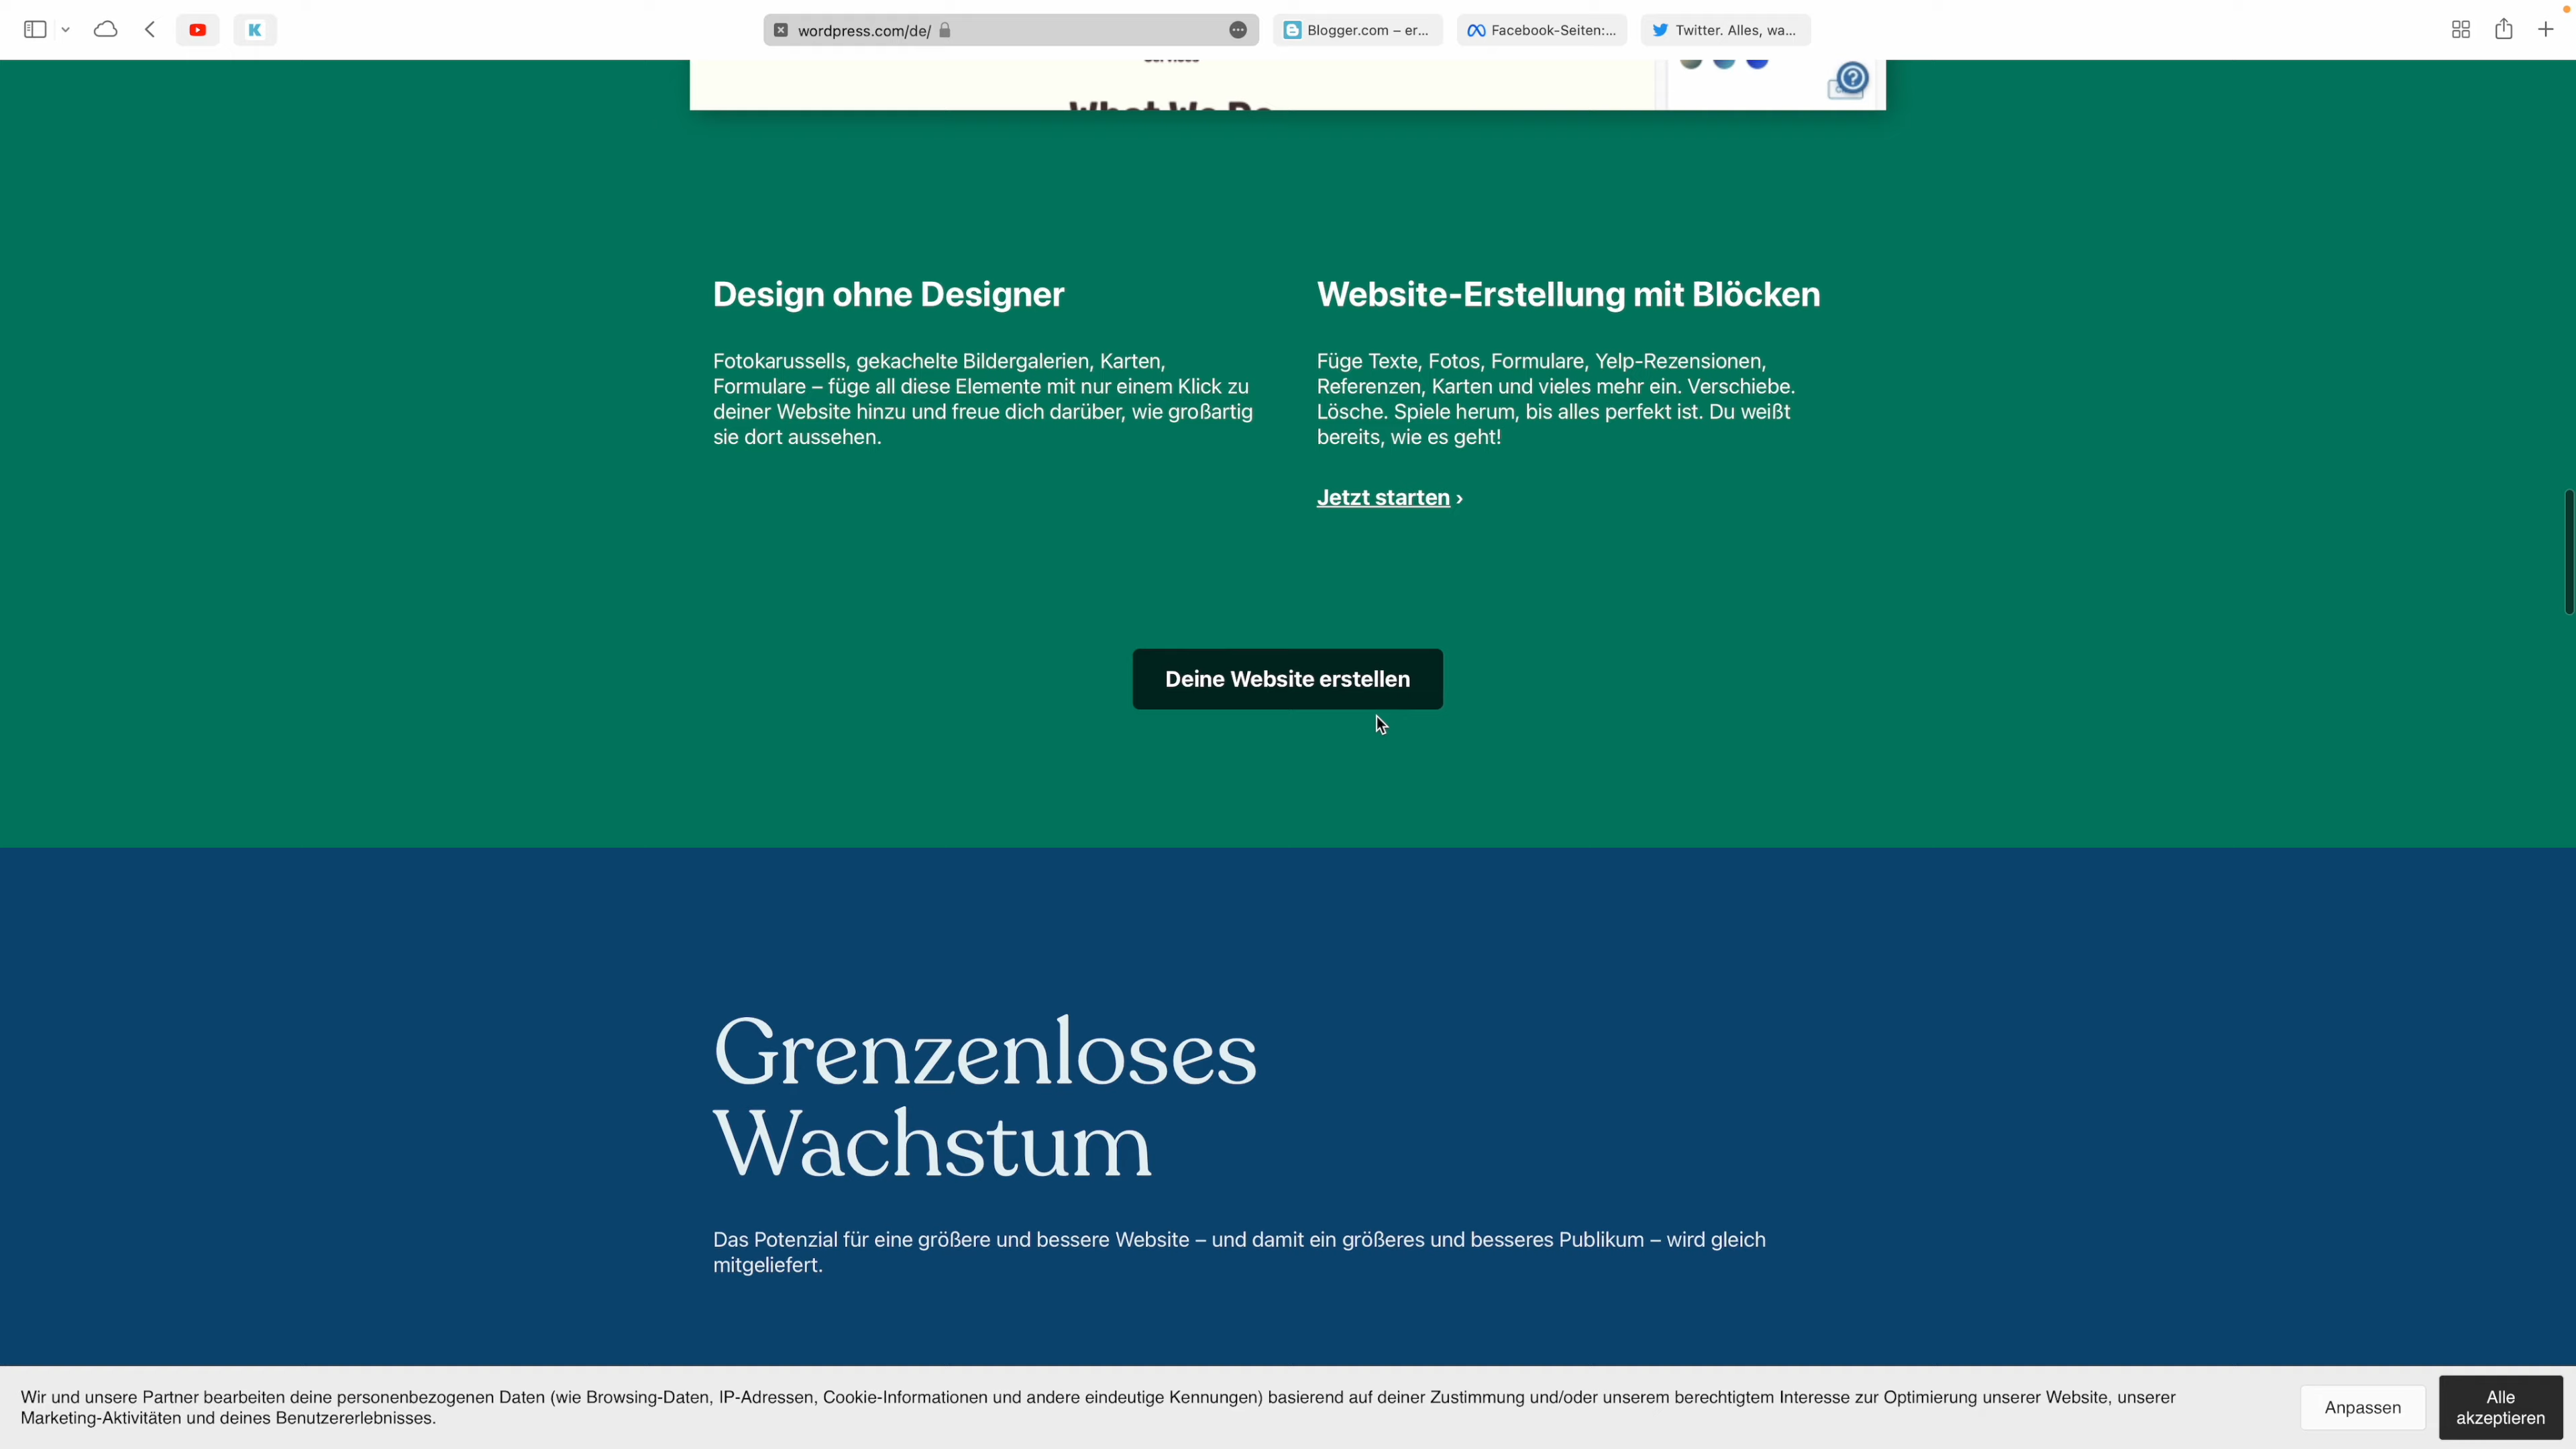 wordpress.com/de/
Blogger.com – er...
Facebook-Seiten:...
Twitter. Alles, wa...
What We Do
Design ohne Designer
Fotokarussells, gekachelte Bildergalerien, Karten,
Formulare – füge all diese Elemente mit nur einem Klick zu
deiner Website hinzu und freue dich darüber, wie großartig
sie dort aussehen.
Website-Erstellung mit Blöcken
Füge Texte, Fotos, Formulare, Yelp-Rezensionen,
Referenzen, Karten und vieles mehr ein. Verschiebe.
Lösche. Spiele herum, bis alles perfekt ist. Du weißt
bereits, wie es geht!
Jetzt starten ›
Deine Website erstellen
Grenzenloses
Wachstum
Das Potenzial für eine größere und bessere Website – und damit ein größeres und besseres Publikum – wird gleich
mitgeliefert.
Wir und unsere Partner bearbeiten deine personenbezogenen Daten (wie Browsing-Daten, IP-Adressen, Cookie-Informationen und andere eindeutige Kennungen) basierend auf deiner Zustimmung und/oder unserem berechtigtem Interesse zur Optimierung unserer Website, unserer
Marketing-Aktivitäten und deines Benutzererlebnisses.
Anpassen
Alle
akzeptieren